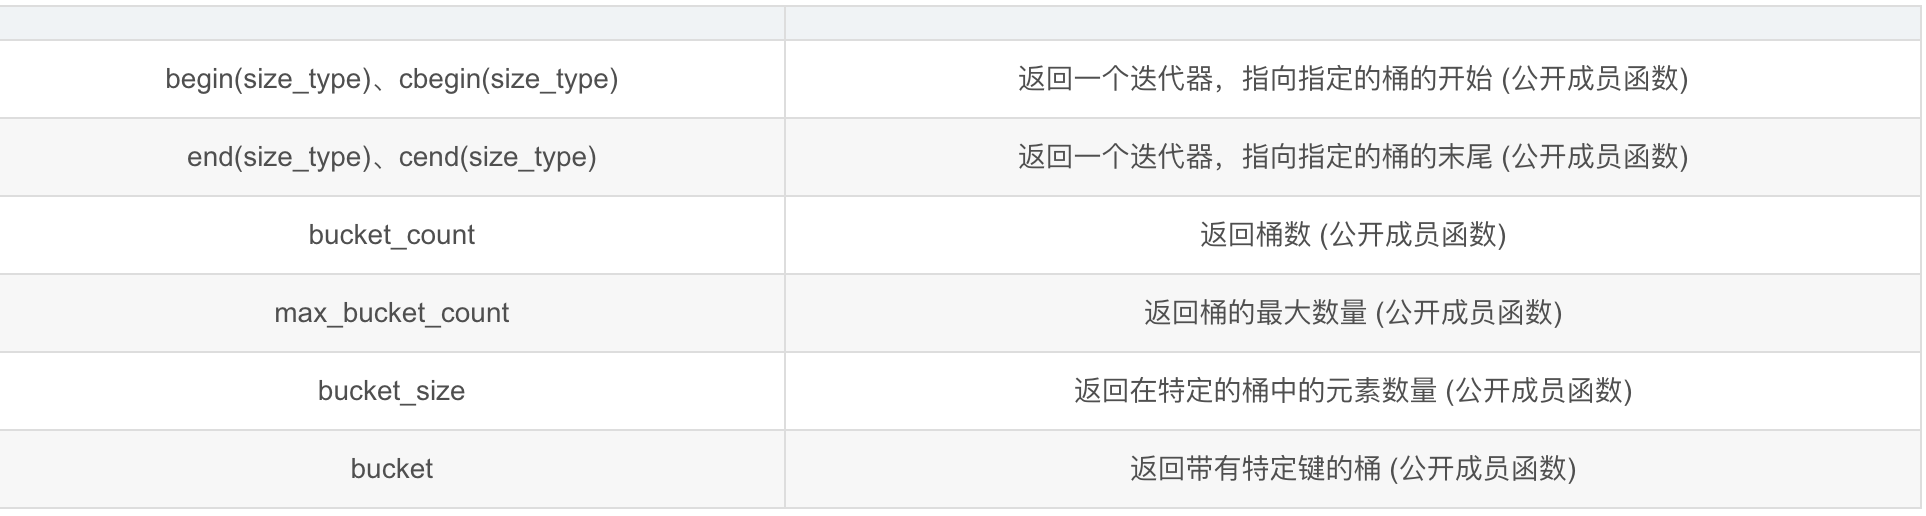 begin(size_type)、cbegin(size_type) 返回一个迭代器，指向指定的桶的开始 (公开成员函数)
end(size_type)、cend(size_type) 返回一个迭代器，指向指定的桶的末尾 (公开成员函数)
bucket_count 返回桶数 (公开成员函数)
max_bucket_count 返回桶的最大数量 (公开成员函数)
bucket_size 返回在特定的桶中的元素数量 (公开成员函数)
bucket 返回带有特定键的桶 (公开成员函数)